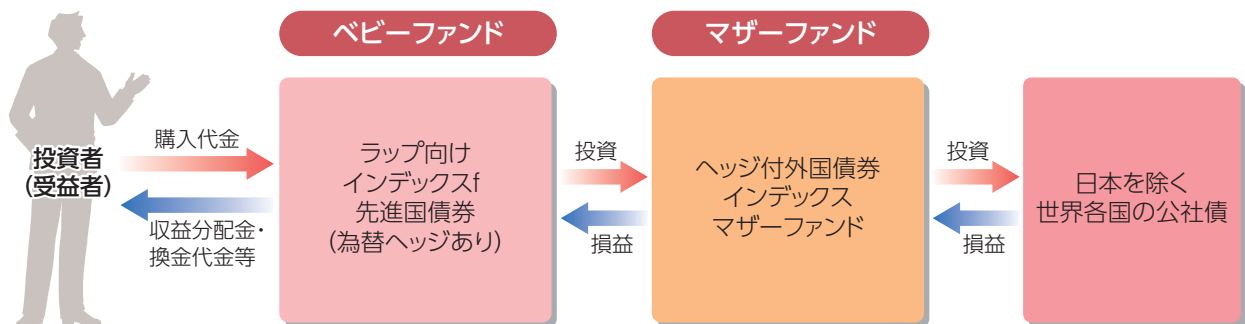 ベビーファンド
マザーファンド
投資者
(受益者)
購入代金
収益分配金・
換金代金等
ラップ向け
インデックスf
先進国債券
(為替ヘッジあり)
投資
損益
ヘッジ付外国債券
インデックス
マザーファンド
投資
損益
日本を除く
世界各国の公社債